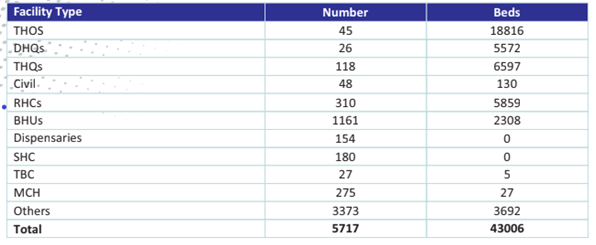 Facility Type Number Beds
THOS 45 18816
DHQs 26 5572
THQs 118 6597
Civil 48 130
RHCs 310 5859
BHUs 1161 2308
Dispensaries 154 0
SHC 180 0
TBC 27 5
MCH 275 27
Others 3373 3692
Total 5717 43006